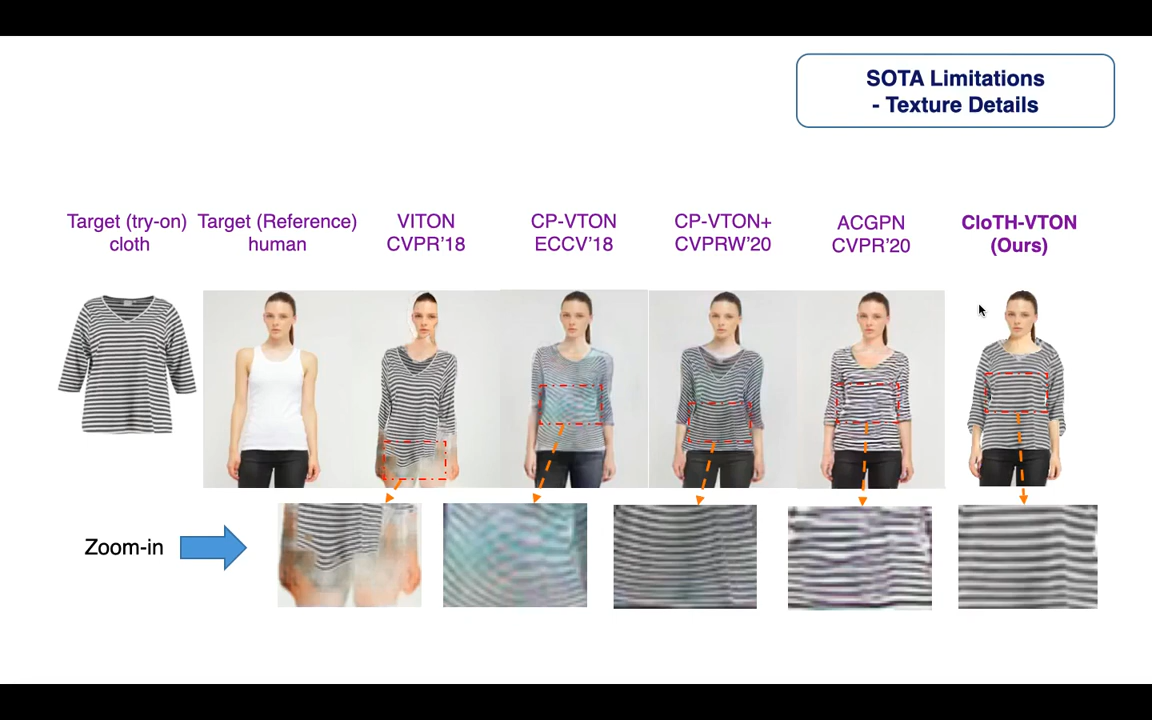 SOTA Limitations
- Texture Details
Target (try-on)
cloth
Target (Reference)
human
VITON
CVPR'18
CP-VTON
ECCV'18
CP-VTON+
CVPRW'20
ACGPN
CVPR'20
CloTH-VTON
(Ours)
Zoom-in